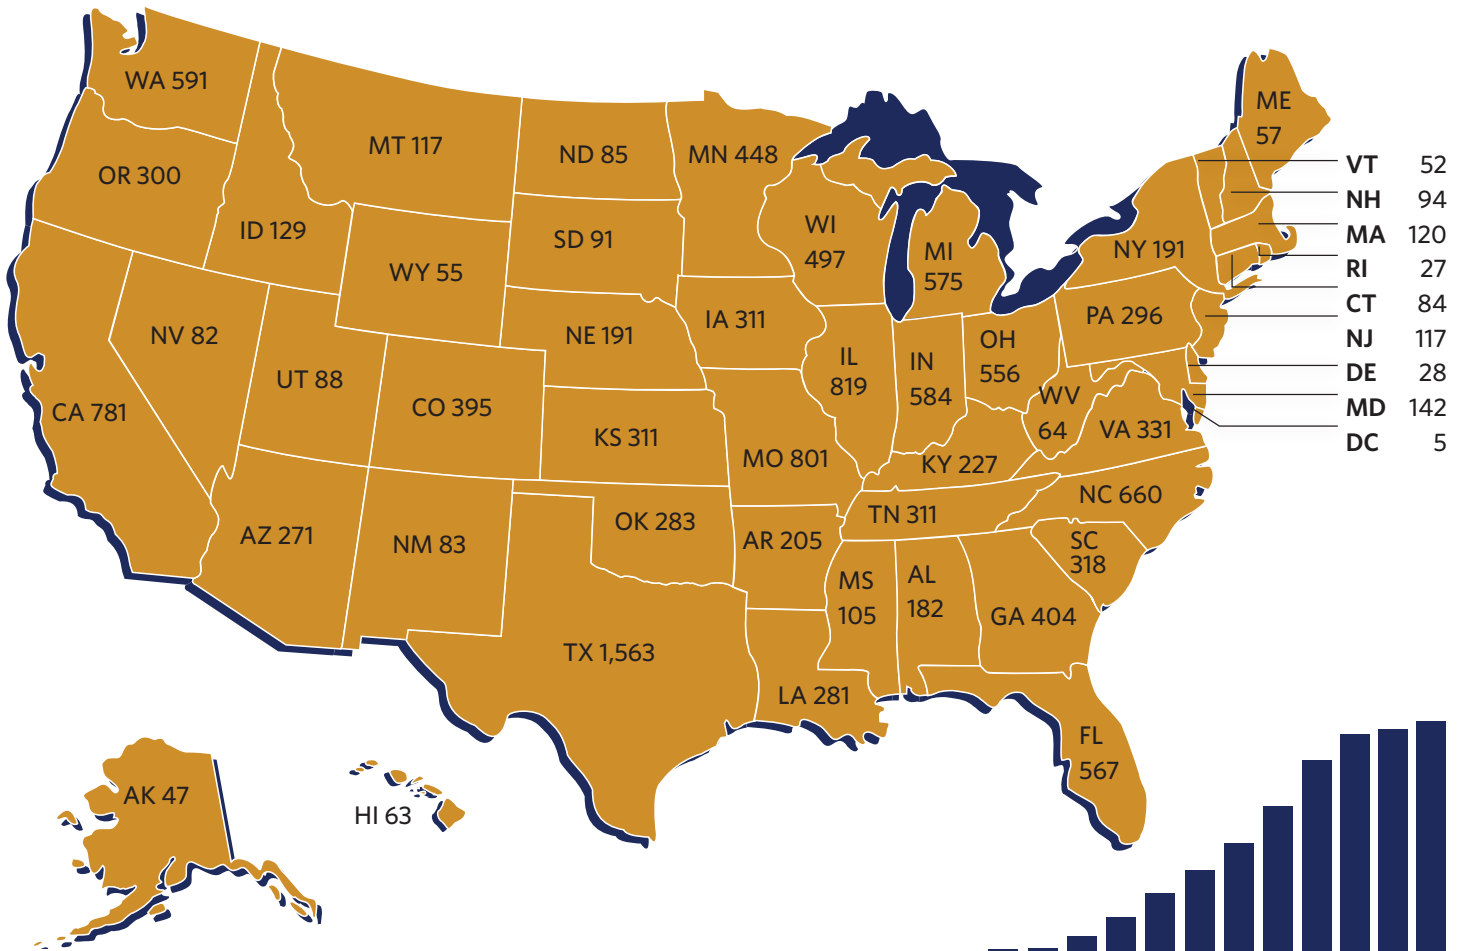 WA 591
OR 300
MT 117
ID 129
WY 55
ND 85
SD 91
MN 448
WI
497
MI
575
ME
57
NY 191
VT 52
NH 94
MA 120
RI 27
CT 84
NJ 117
DE 28
MD 142
DC 5
CA 781
NV 82
UT 88
CO 395
NE 191
KS 311
IA 311
MO 801
IL
819
IN
584
OH
556
PA 296
WV
64
VA 331
KY 227
NC 660
TN 311
SC
318
AZ 271
NM 83
OK 283
AR 205
MS
105
AL
182
GA 404
TX 1,563
LA 281
FL
567
AK 47
HI 63